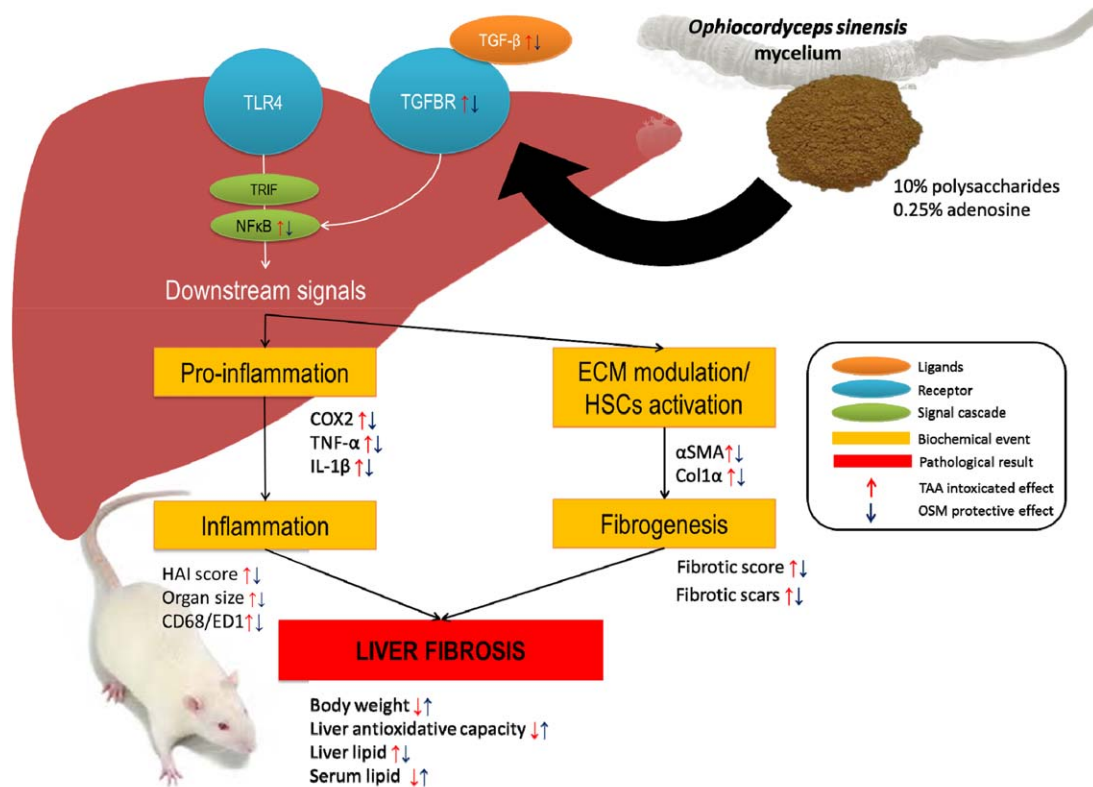 TGF-β ↑↓
Ophiocordyceps sinensis
mycelium
TLR4
TGFBR ↑↓
TRIF
NFκB ↑↓
10% polysaccharides
0.25% adenosine
Downstream signals
Pro-inflammation
ECM modulation/
HSCs activation
COX2 ↑↓
TNF-α ↑↓
IL-1β ↑↓
αSMA↑↓
Col1α ↑↓
Inflammation
Fibrogenesis
HAI score ↑↓
Organ size ↑↓
CD68/ED1↑↓
Fibrotic score ↑↓
Fibrotic scars ↑↓
LIVER FIBROSIS
Body weight ↓↑
Liver antioxidative capacity ↓↑
Liver lipid ↑↓
Serum lipid ↓↑
Ligands
Receptor
Signal cascade
Biochemical event
Pathological result
↑ TAA intoxicated effect
↓ OSM protective effect